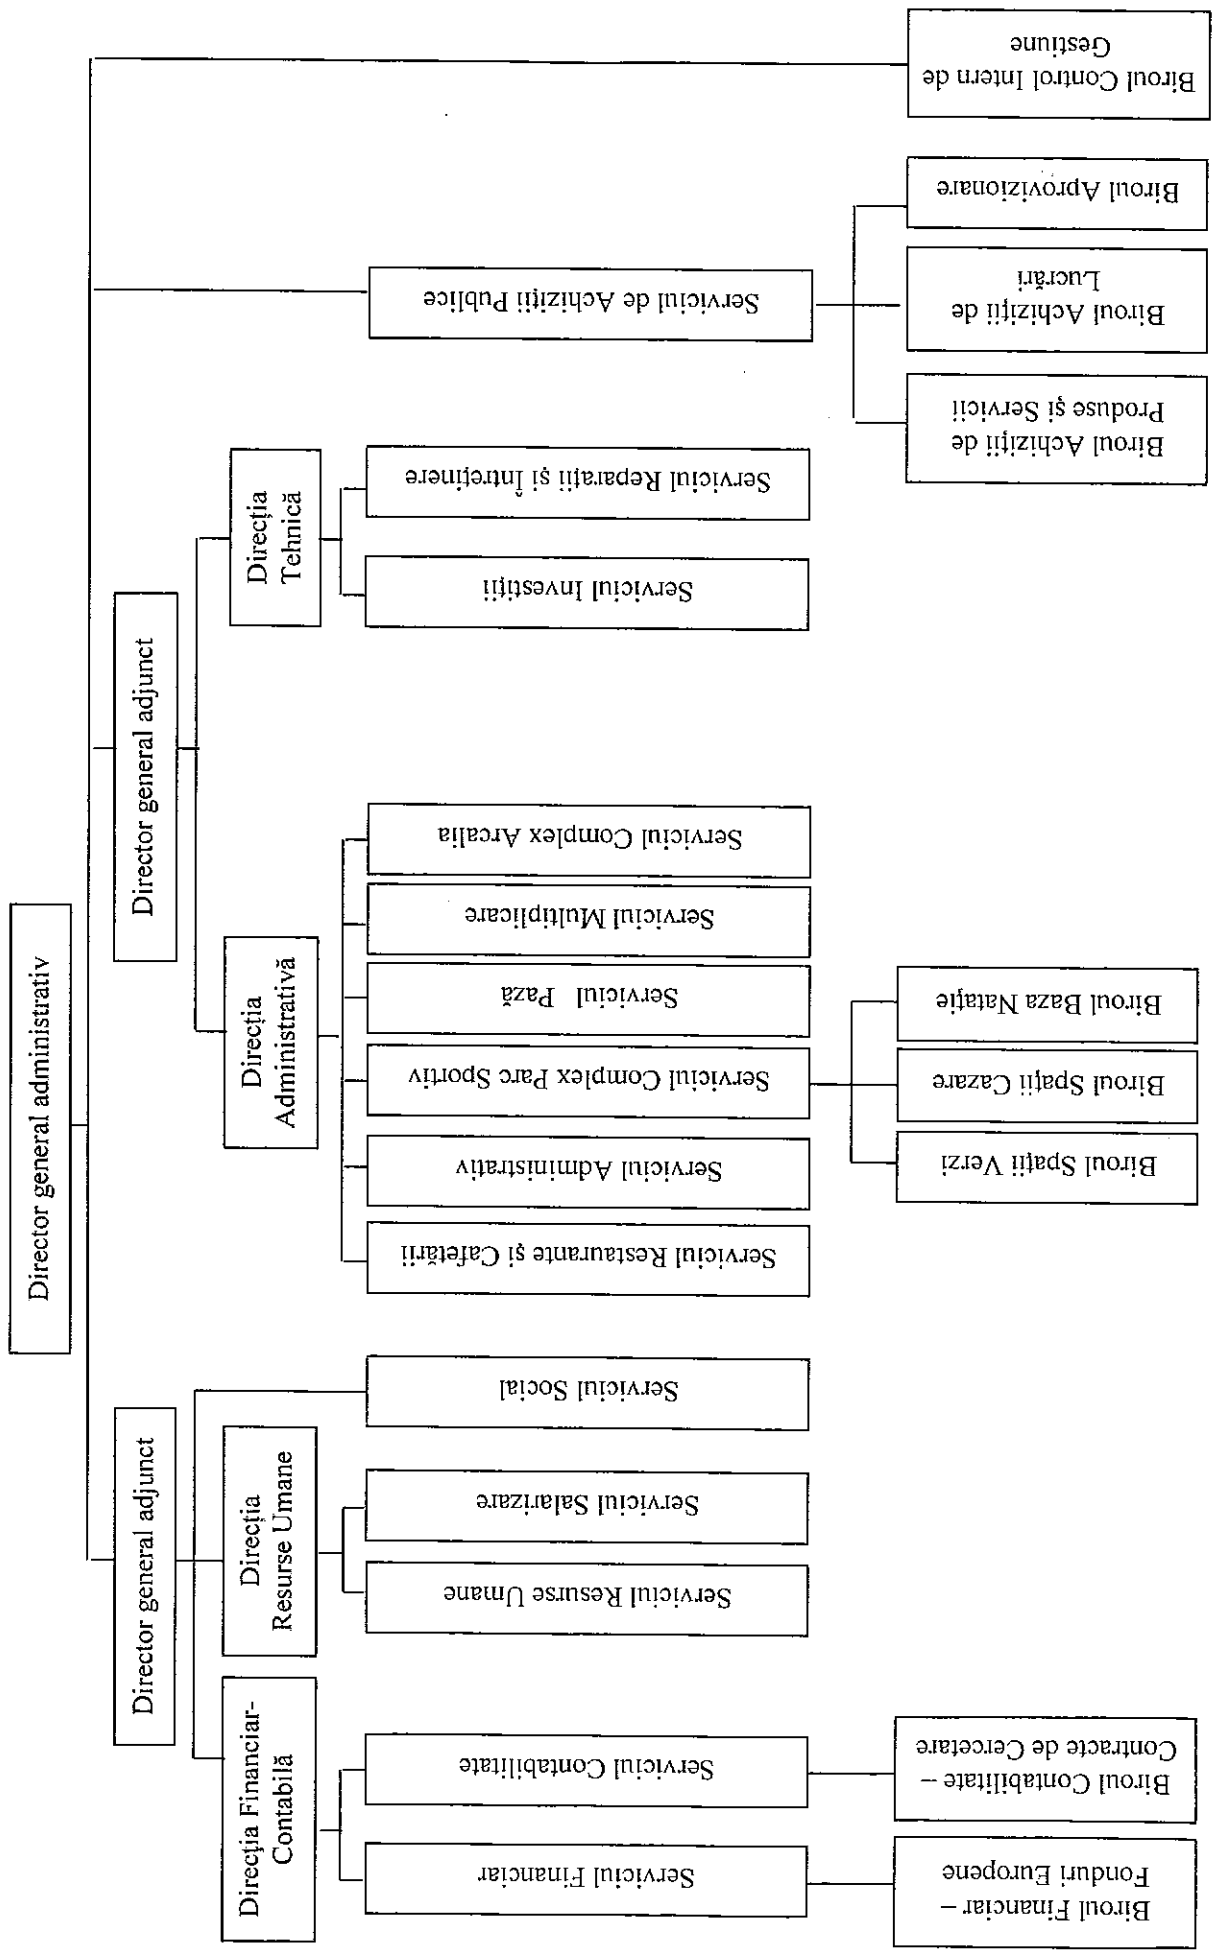 Director general administrativ
Director general adjunct
Director general adjunct
Direcția Financiar-
Contabilă
Direcția
Resurse Umane
Direcția
Administrativă
Direcția
Tehnică
Serviciul Financiar
Serviciul Contabilitate
Serviciul Resurse Umane
Serviciul Salarizare
Serviciul Social
Serviciul Restaurante și Cafetării
Serviciul Administrativ
Serviciul Complex Parc Sportiv
Serviciul Pază
Serviciul Multiplicare
Serviciul Complex Arcalia
Serviciul Investiții
Serviciul Reparații și Întreținere
Serviciul de Achiziții Publice
Biroul Financiar –
Fonduri Europene
Biroul Contabilitate –
Contracte de Cercetare
Biroul Spații Verzi
Biroul Spații Cazare
Biroul Baza Natație
Biroul Achiziții de
Produse și Servicii
Biroul Achiziții de
Lucrări
Biroul Aprovizionare
Biroul Control Intern de
Gestiune